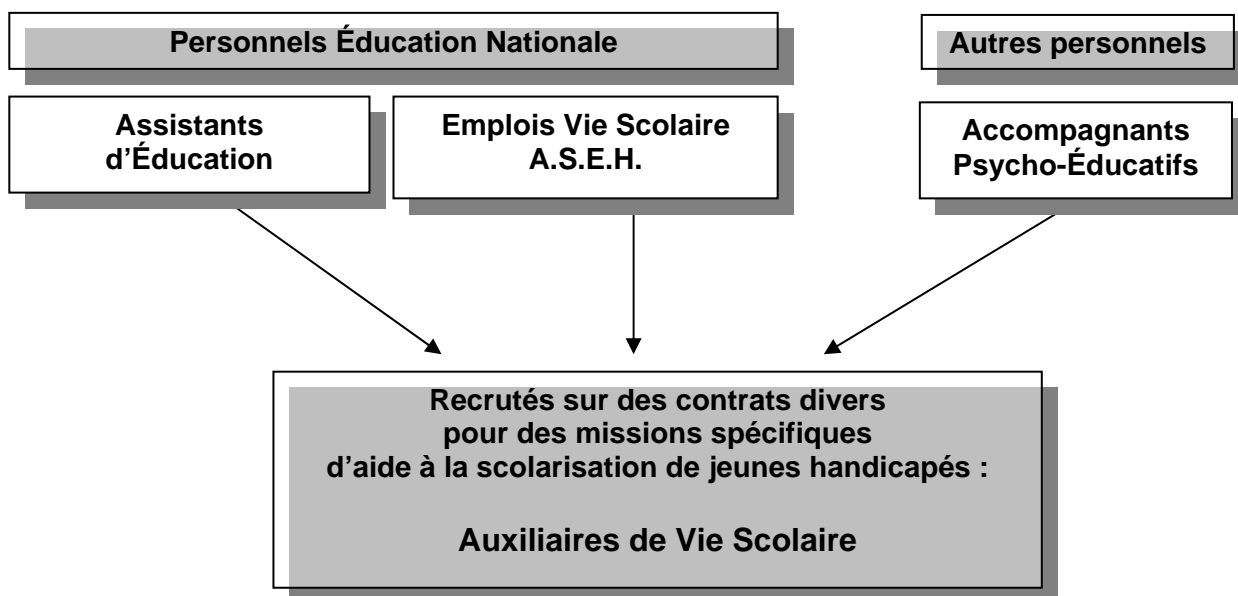 Personnels Éducation Nationale
Autres personnels
Assistants
d’Éducation
Emplois Vie Scolaire
A.S.E.H.
Accompagnants
Psycho-Éducatifs
Recrutés sur des contrats divers
pour des missions spécifiques
d’aide à la scolarisation de jeunes handicapés :
Auxiliaires de Vie Scolaire